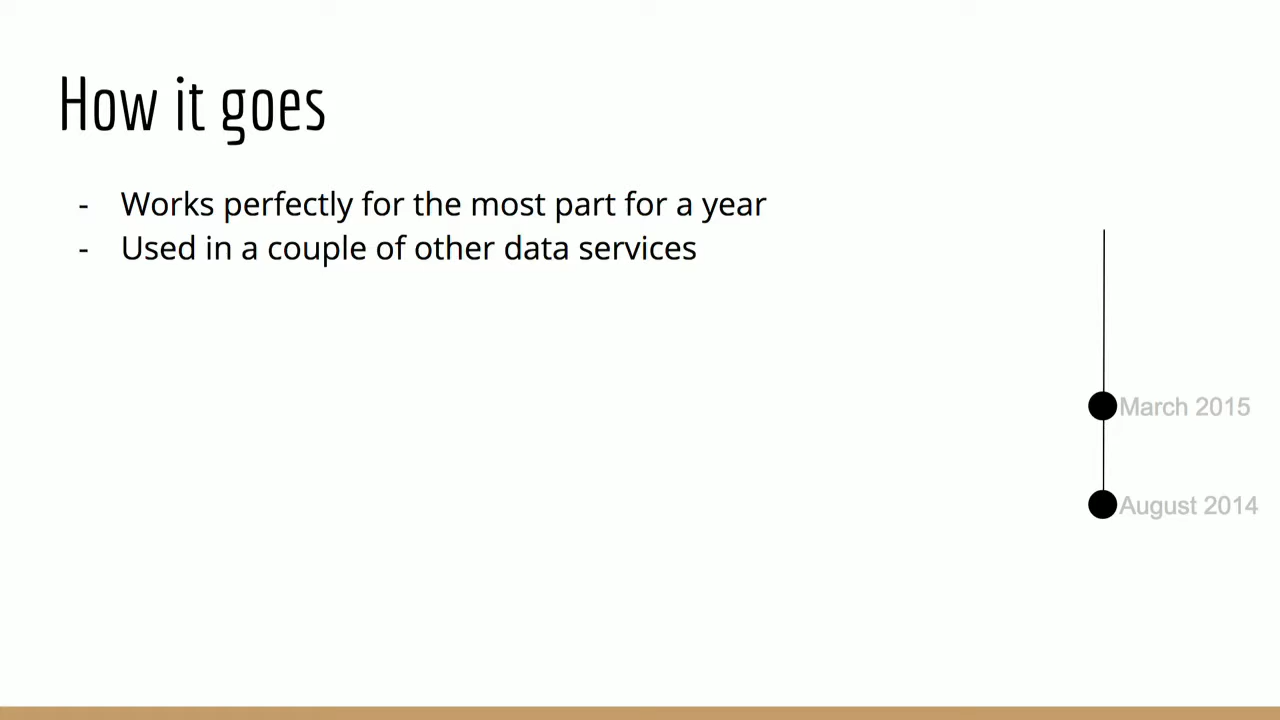 How it goes
- Works perfectly for the most part for a year
- Used in a couple of other data services
March 2015
August 2014